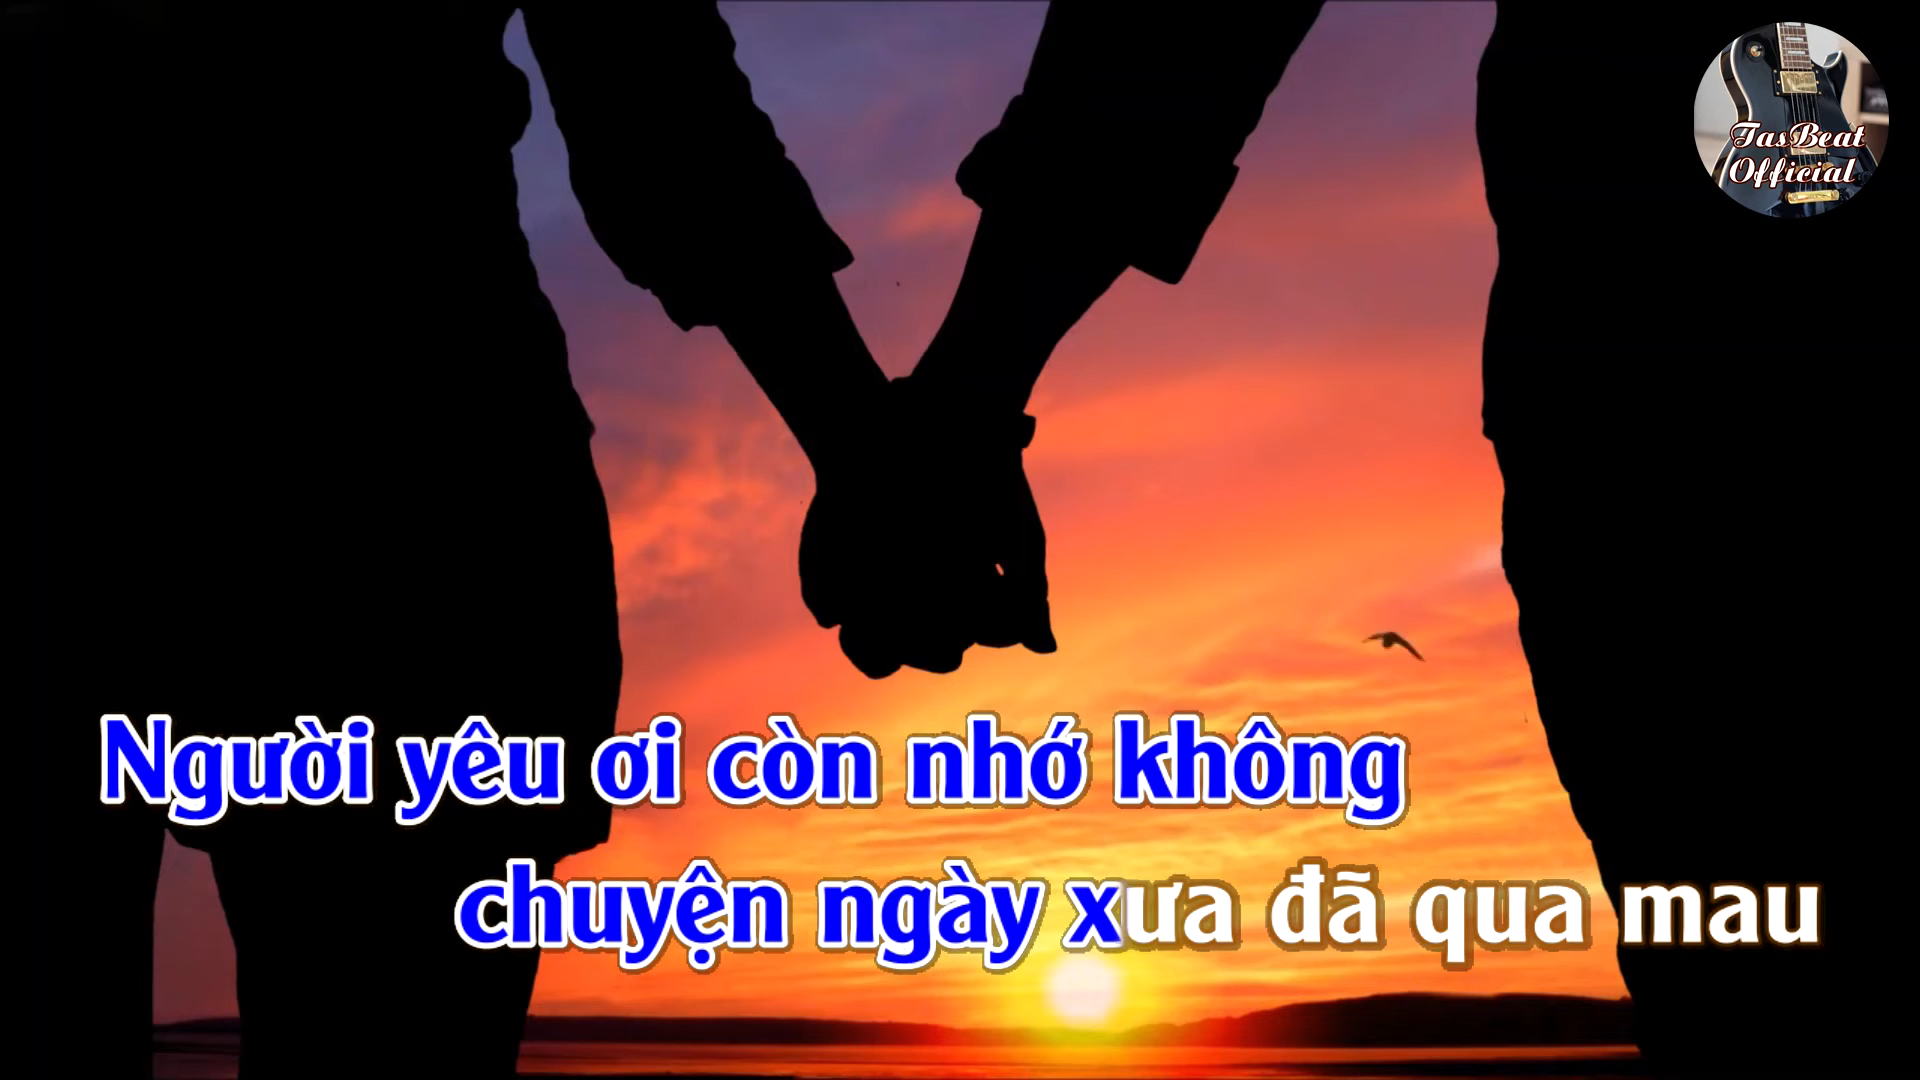 TasBeat
Official
Người yêu ơi còn nhớ không
chuyện ngày xưa đã qua mau